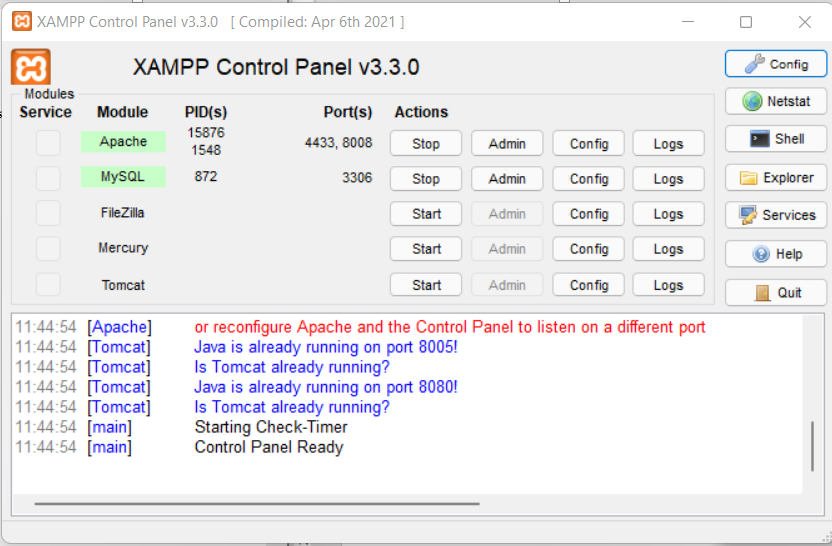 XAMPP Control Panel v3.3.0 [ Compiled: Apr 6th 2021 ]
XAMPP Control Panel v3.3.0
Modules
Service Module PID(s) Port(s) Actions
Apache 15876 1548 4433, 8008 Stop Admin Config Logs
MySQL 872 3306 Stop Admin Config Logs
FileZilla Start Admin Config Logs
Mercury Start Admin Config Logs
Tomcat Start Admin Config Logs
Config
Netstat
Shell
Explorer
Services
Help
Quit
11:44:54 [Apache] or reconfigure Apache and the Control Panel to listen on a different port
11:44:54 [Tomcat] Java is already running on port 8005!
11:44:54 [Tomcat] Is Tomcat already running?
11:44:54 [Tomcat] Java is already running on port 8080!
11:44:54 [Tomcat] Is Tomcat already running?
11:44:54 [main] Starting Check-Timer
11:44:54 [main] Control Panel Ready